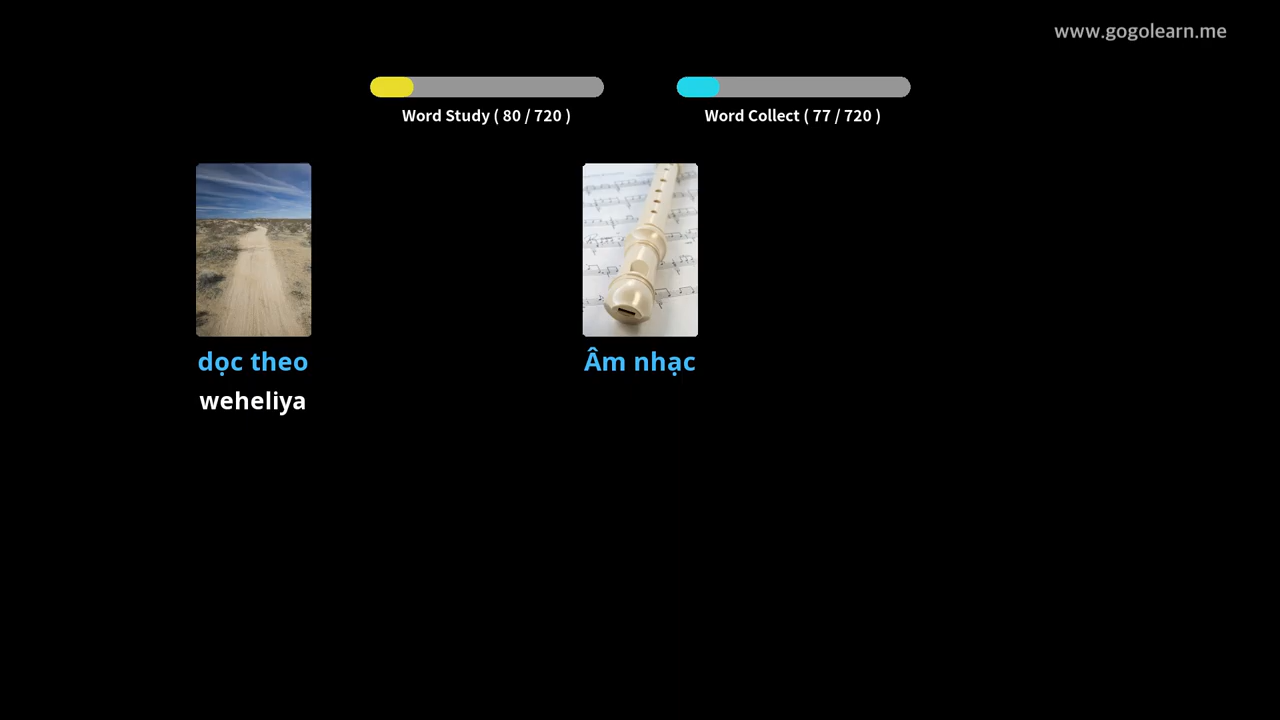 www.gogolearn.me
Word Study ( 80 / 720 )
Word Collect ( 77 / 720 )
dọc theo
Âm nhạc
weheliya